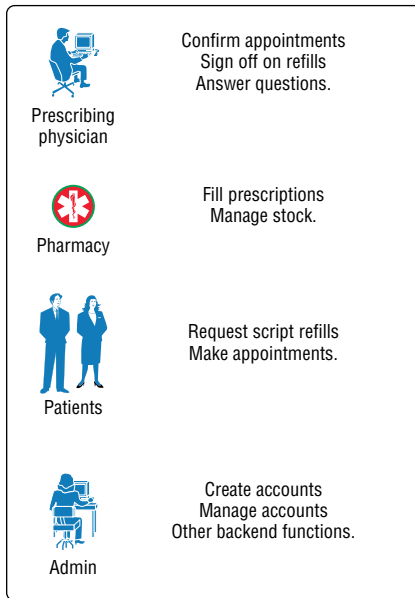 Confirm appointments
Sign off on refills
Answer questions.
Prescribing
physician
Fill prescriptions
Manage stock.
Pharmacy
Request script refills
Make appointments.
Patients
Create accounts
Manage accounts
Other backend functions.
Admin